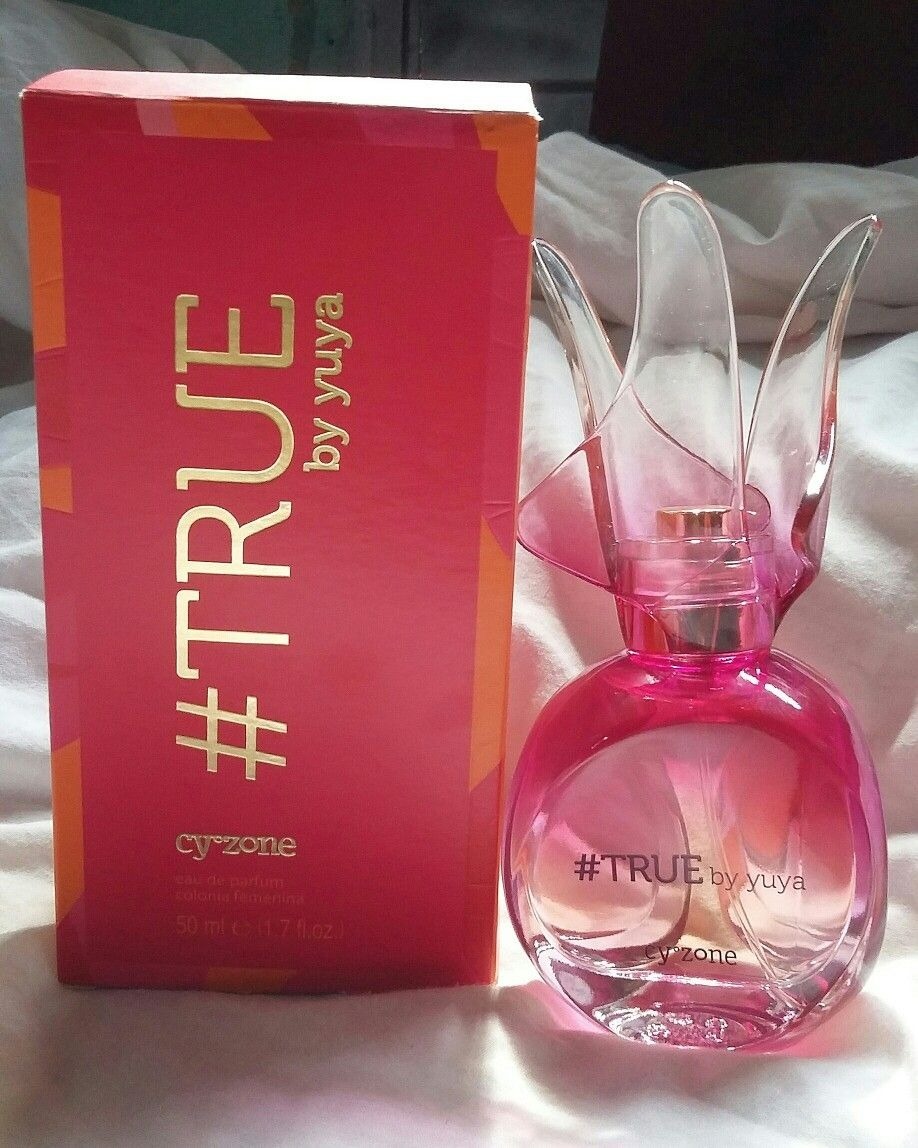 #TRUE
by yuya
cy°zone
eau de parfum
colonia femenina
50 ml e (1.7 fl.oz.)
#TRUE by yuya
cy°zone